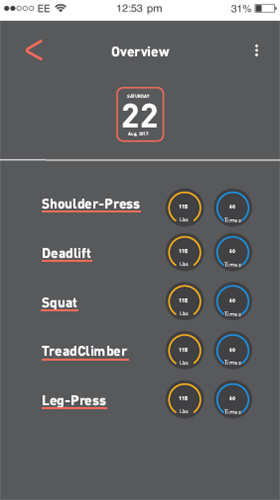 ●●○○○ EE 12:53 pm 31%
Overview
SATURDAY
22
Aug, 2017
Shoulder-Press 115 Lbs 60 Times
Deadlift 115 Lbs 60 Times
Squat 115 Lbs 60 Times
TreadClimber 115 Lbs 60 Times
Leg-Press 115 Lbs 60 Times